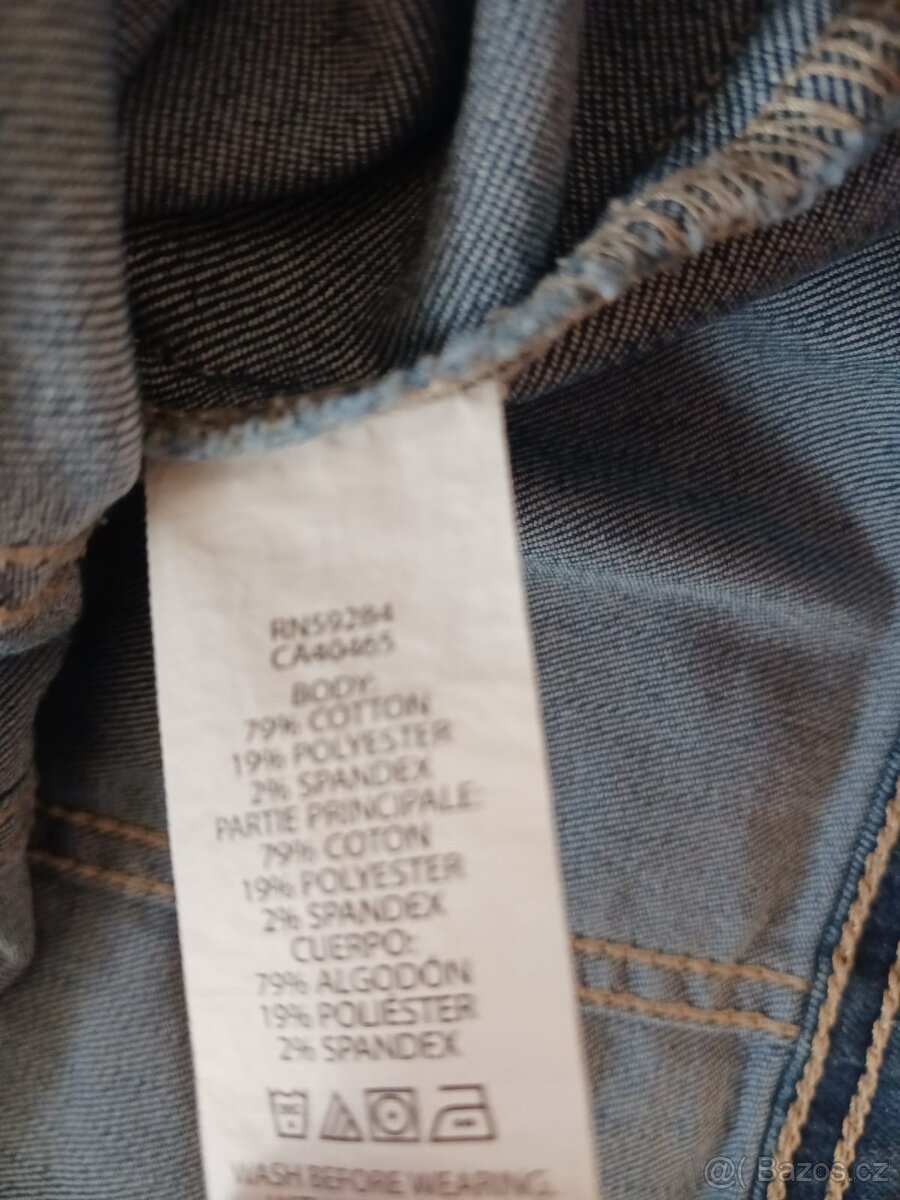 RN59284
CA40465
BODY:
79% COTTON
19% POLYESTER
2% SPANDEX
PARTIE PRINCIPALE:
79% COTON
19% POLYESTER
2% SPANDEX
CUERPO:
79% ALGODÓN
19% POLIÉSTER
2% SPANDEX
WASH BEFORE WEARING.
@( Bazos.cz